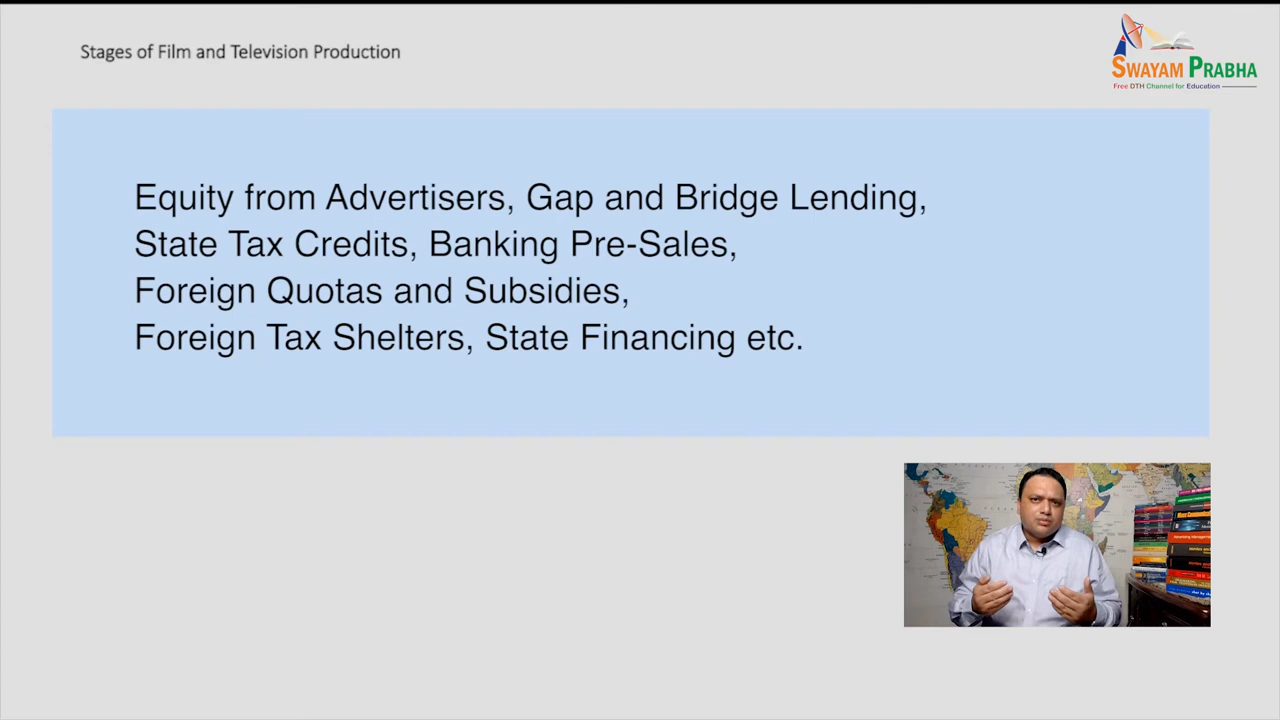 Stages of Film and Television Production
SWAYAM PRABHA
Free DTH Channel for Education
Equity from Advertisers, Gap and Bridge Lending,
State Tax Credits, Banking Pre-Sales,
Foreign Quotas and Subsidies,
Foreign Tax Shelters, State Financing etc.